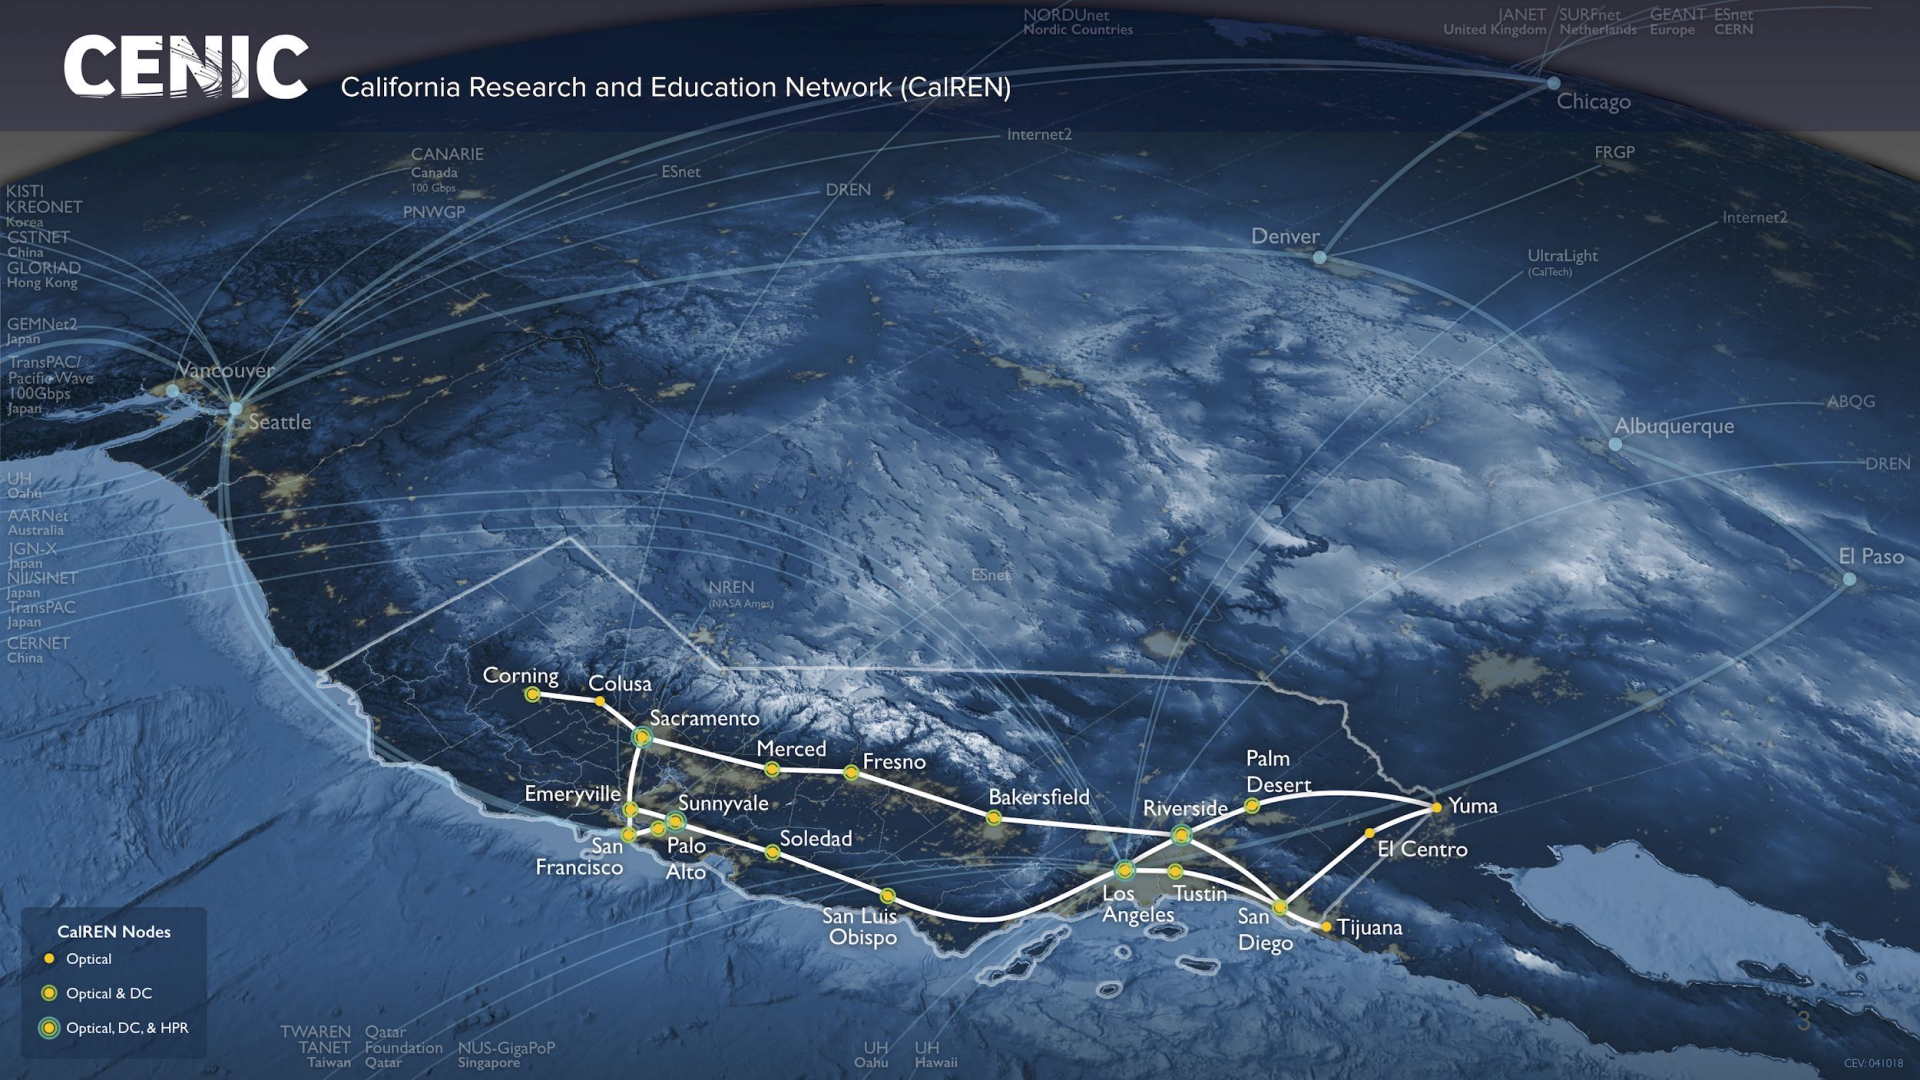 CENIC
California Research and Education Network (CalREN)
NORDUnet
Nordic Countries
JANET
United Kingdom
SURFnet
Netherlands
GEANT
Europe
ESnet
CERN
Chicago
Internet2
FRGP
CANARIE
Canada
100 Gbps
PNWGP
ESnet
DREN
KISTI
KREONET
Korea
CSTNET
China
GLORIAD
Hong Kong
GEMNet2
Japan
TransPAC/
PacificWave
100Gbps
Japan
Internet2
Denver
UltraLight
(CalTech)
Vancouver
Seattle
ABQG
Albuquerque
DREN
UH
Oahu
AARNet
Australia
JGN-X
Japan
NII/SINET
Japan
TransPAC
Japan
CERNET
China
El Paso
NREN
(NASA Ames)
ESnet
Corning
Colusa
Sacramento
Merced
Fresno
Emeryville
Sunnyvale
Bakersfield
Riverside
Palm
Desert
Yuma
San
Francisco
Palo
Alto
Soledad
El Centro
San Luis
Obispo
Los
Angeles
Tustin
San
Diego
Tijuana
CalREN Nodes
Optical
Optical & DC
Optical, DC, & HPR
TWAREN
TANET
Taiwan
Qatar
Foundation
Qatar
NUS-GigaPoP
Singapore
UH
Oahu
UH
Hawaii
3
CEV: 041018